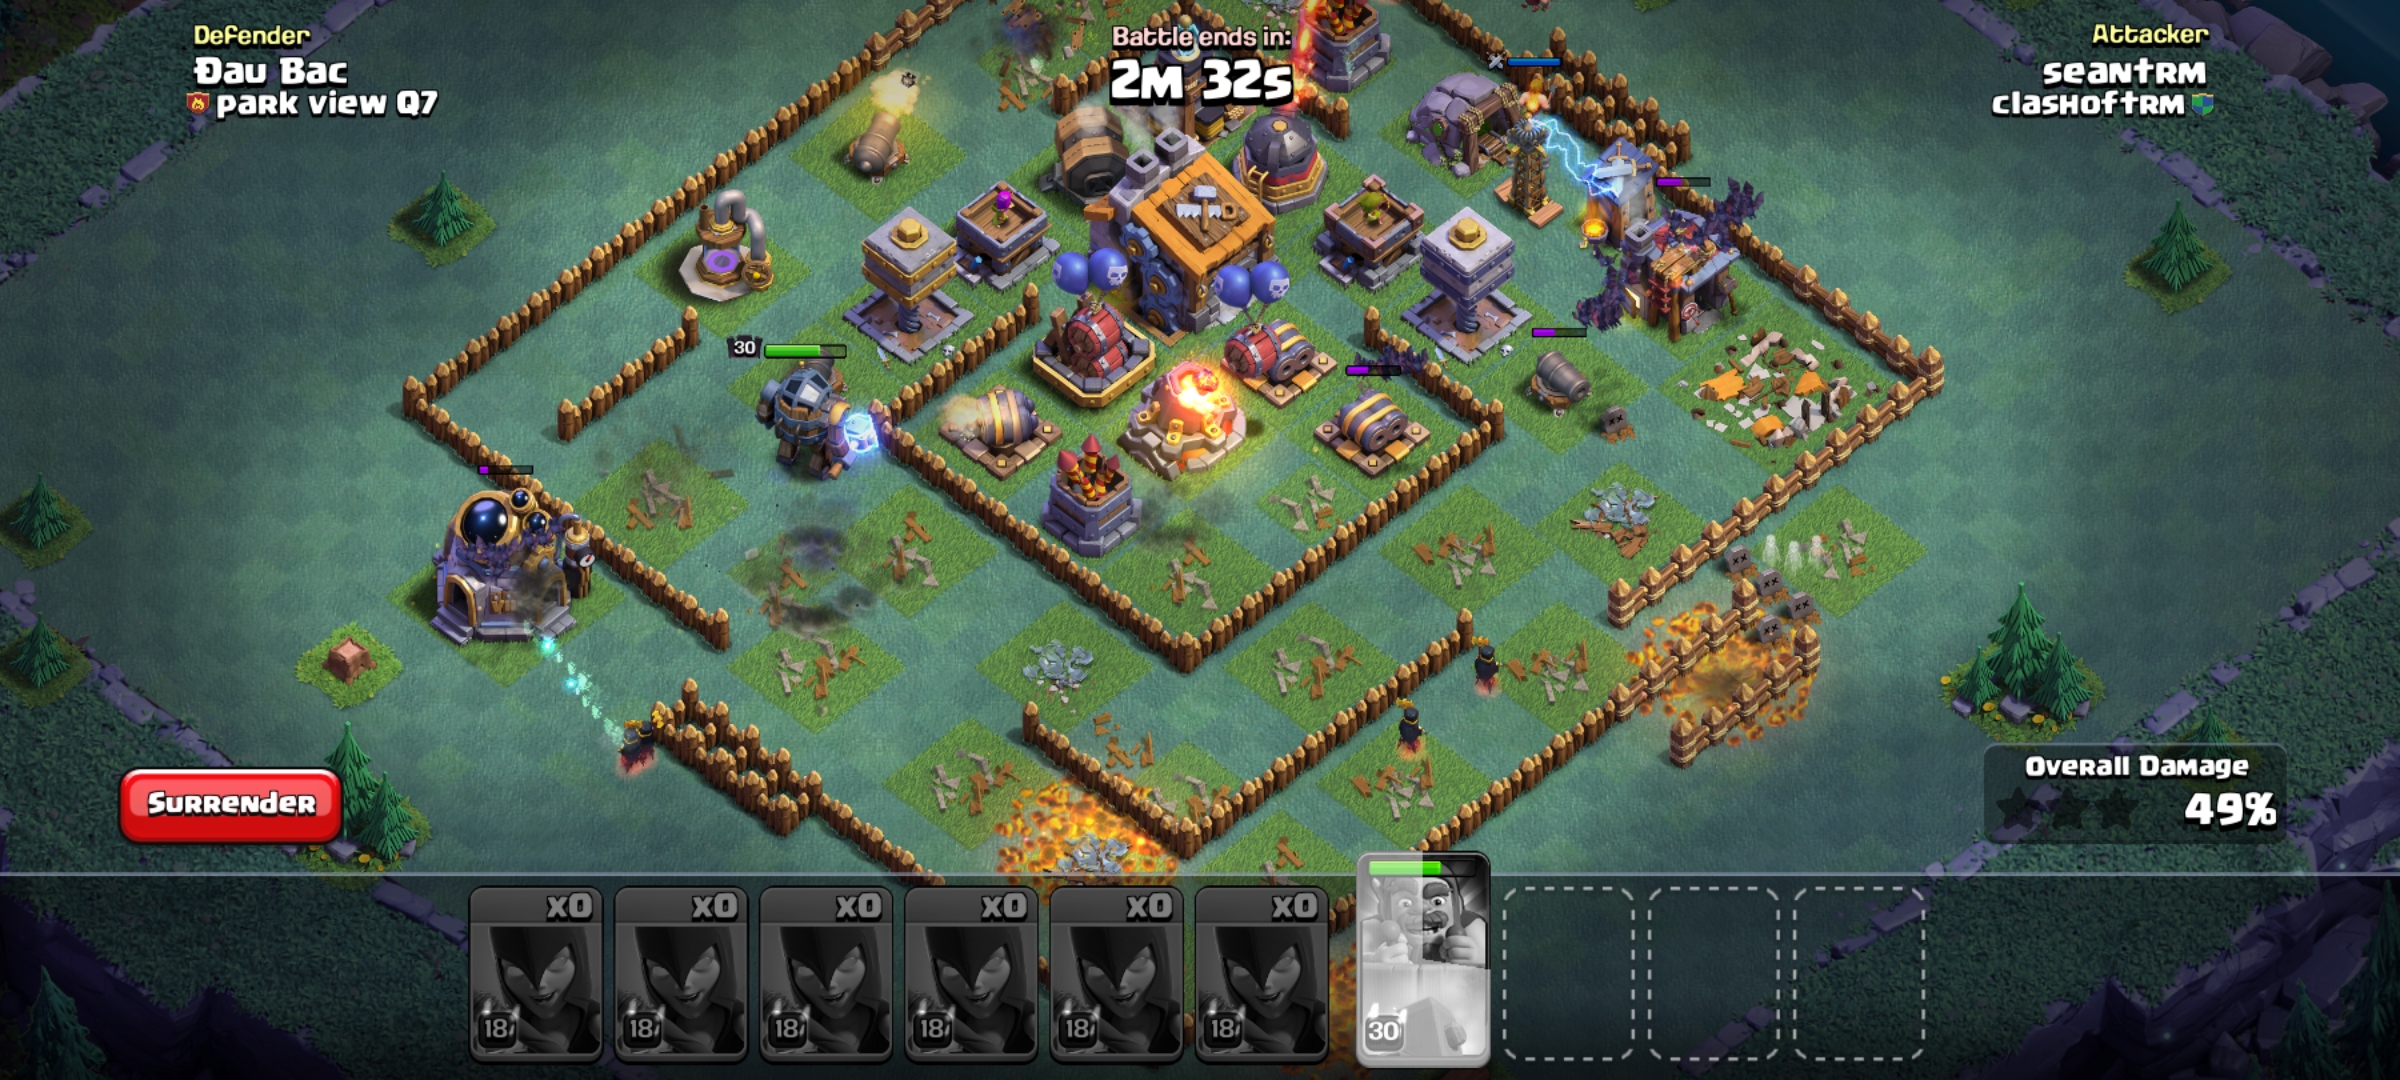 Defender
Đau Bac
park view Q7
Battle ends in:
2M 32s
Attacker
seantRM
clashoftRM
30
Surrender
Overall Damage
49%
x0
x0
x0
x0
x0
x0
18
18
18
18
18
18
30